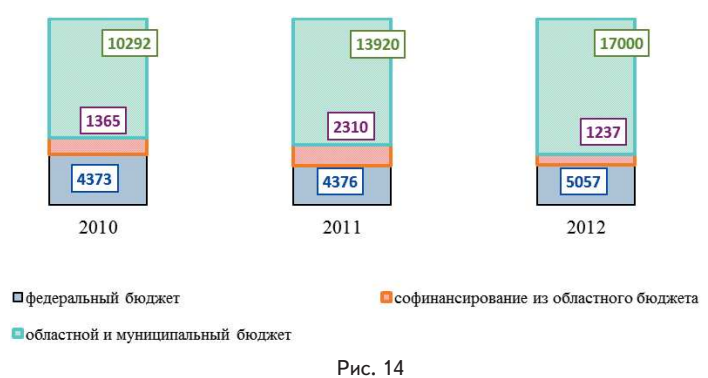 10292 13920 17000
1365 2310 1237
4373 4376 5057
2010 2011 2012
федеральный бюджет софинансирование из областного бюджета
областной и муниципальный бюджет
Рис. 14